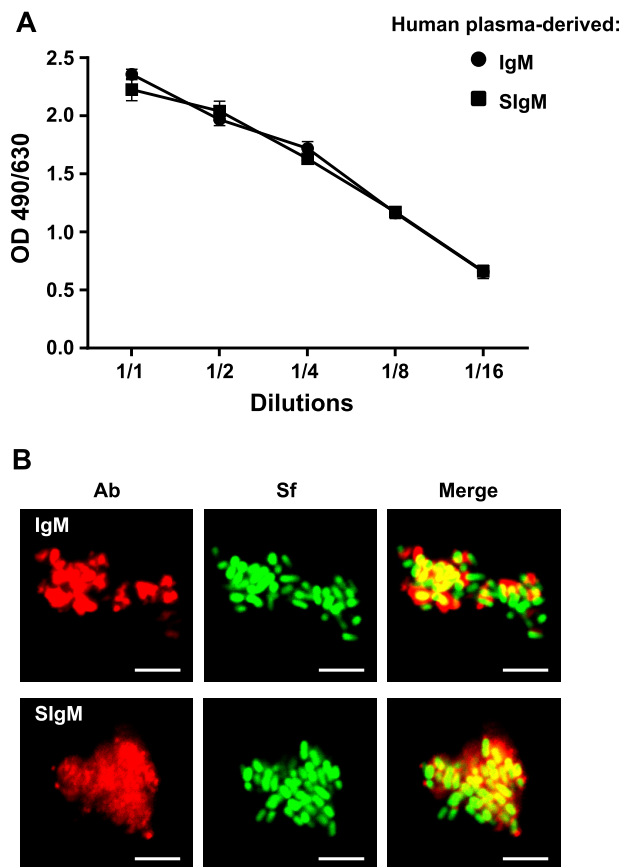 A
Human plasma-derived:
IgM
SIgM
2.5
2.0
1.5
1.0
0.5
0.0
OD 490/630
1/1 1/2 1/4 1/8 1/16
Dilutions
B
Ab Sf Merge
IgM
SIgM